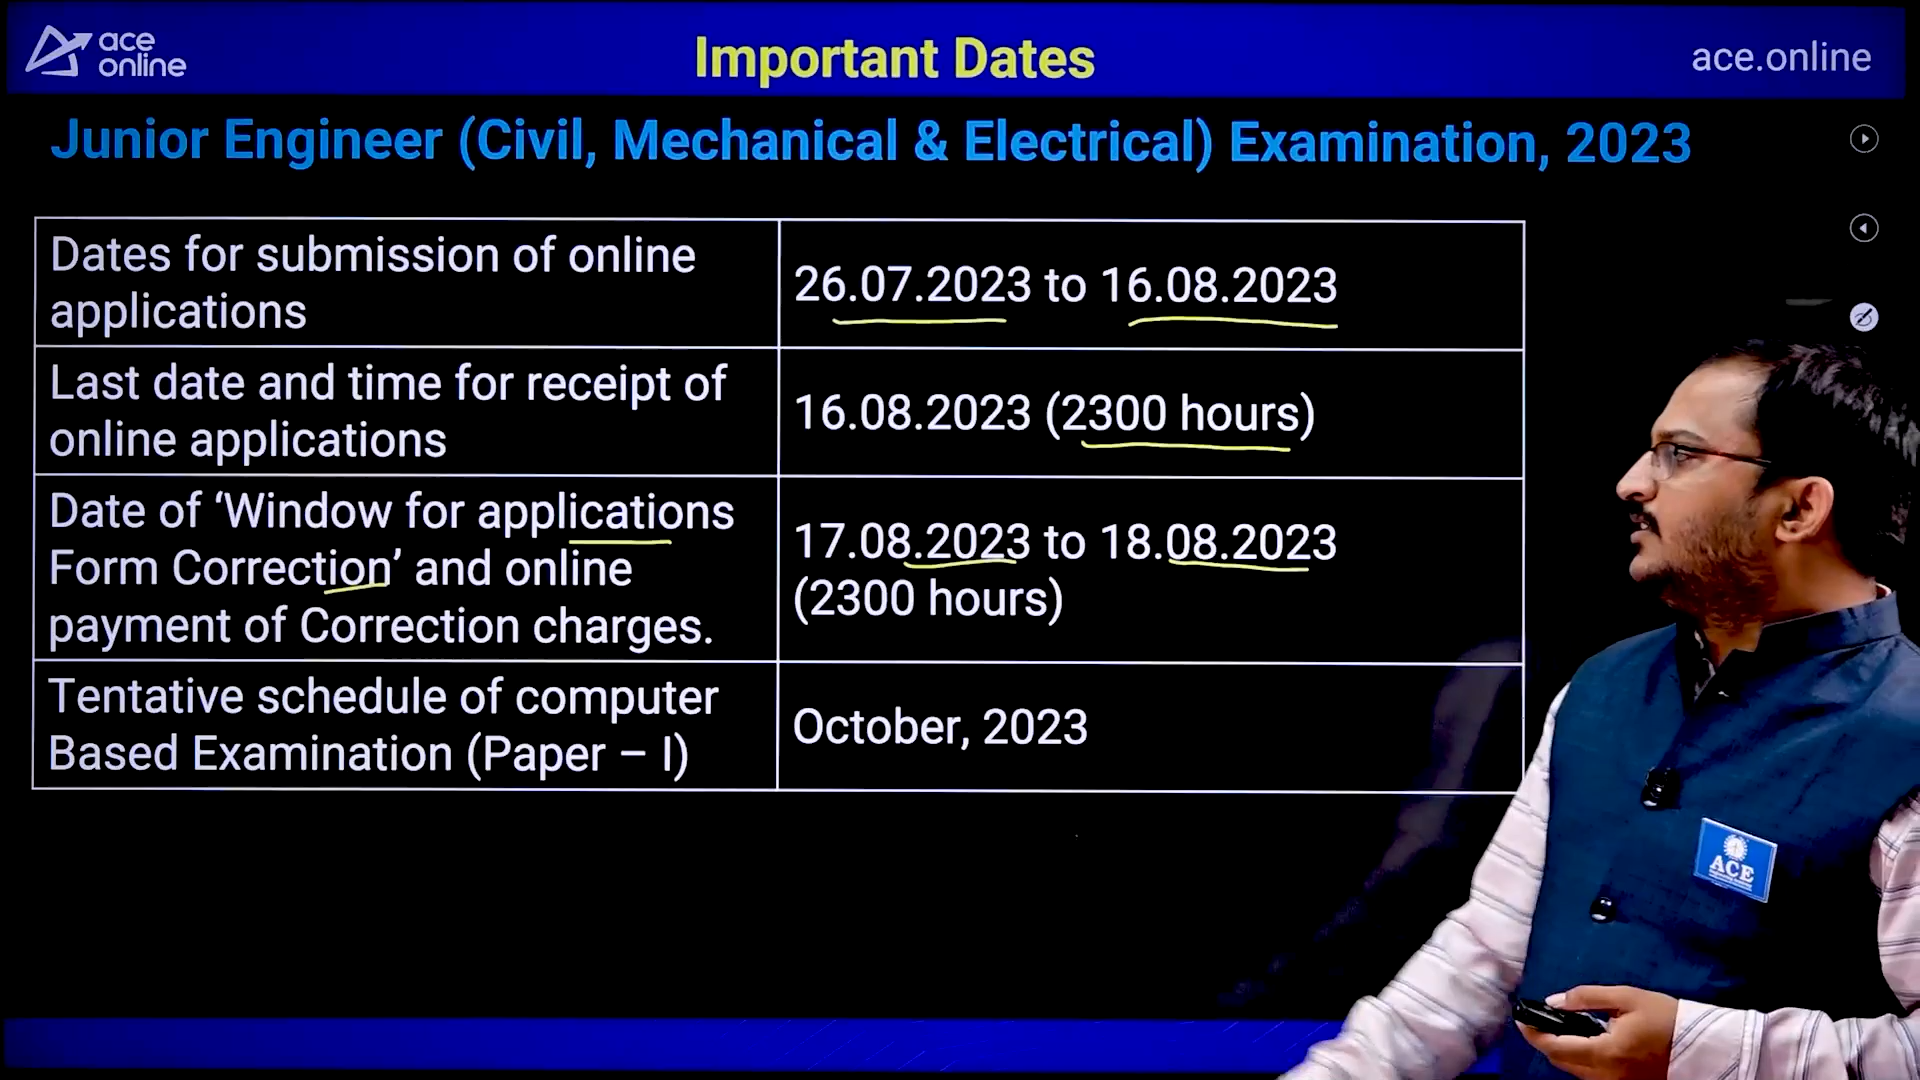 ace
online
Important Dates
ace.online
Junior Engineer (Civil, Mechanical & Electrical) Examination, 2023
Dates for submission of online
applications
26.07.2023 to 16.08.2023
Last date and time for receipt of
online applications
16.08.2023 (2300 hours)
Date of ‘Window for applications
Form Correction’ and online
payment of Correction charges.
17.08.2023 to 18.08.2023
(2300 hours)
Tentative schedule of computer
Based Examination (Paper – I)
October, 2023
ACE